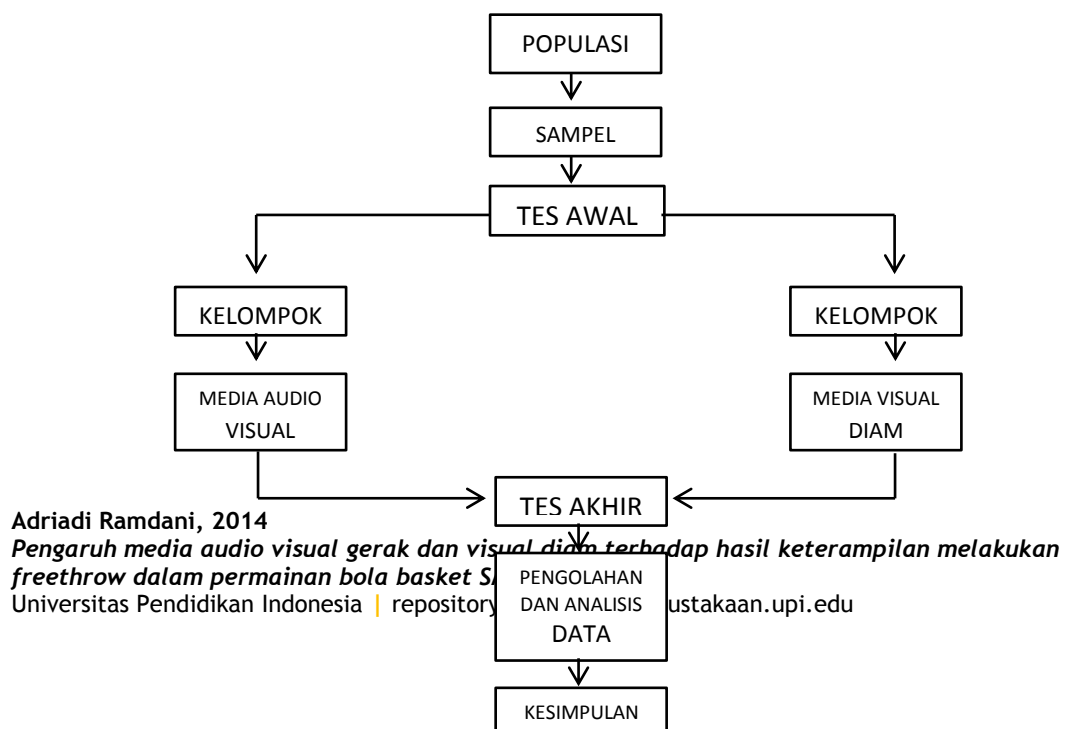 POPULASI
SAMPEL
TES AWAL
KELOMPOK
KELOMPOK
MEDIA AUDIO
VISUAL
MEDIA VISUAL
DIAM
TES AKHIR
Adriadi Ramdani, 2014
Pengaruh media audio visual gerak dan visual diam terhadap hasil keterampilan melakukan
freethrow dalam permainan bola basket
Universitas Pendidikan Indonesia | repository ustakaan.upi.edu
PENGOLAHAN
DAN ANALISIS
DATA
KESIMPULAN